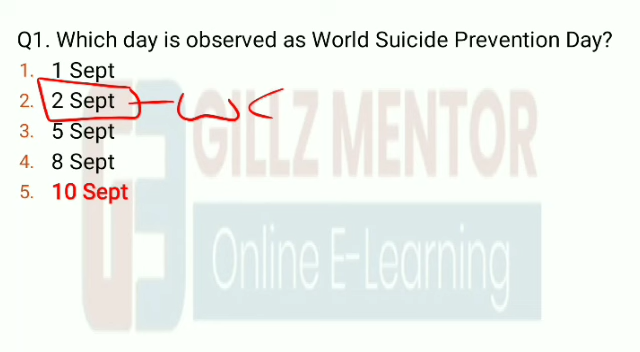 Q1. Which day is observed as World Suicide Prevention Day?
1. 1 Sept
2. 2 Sept
3. 5 Sept
4. 8 Sept
5. 10 Sept
GILLZ MENTOR
Online E-Learning